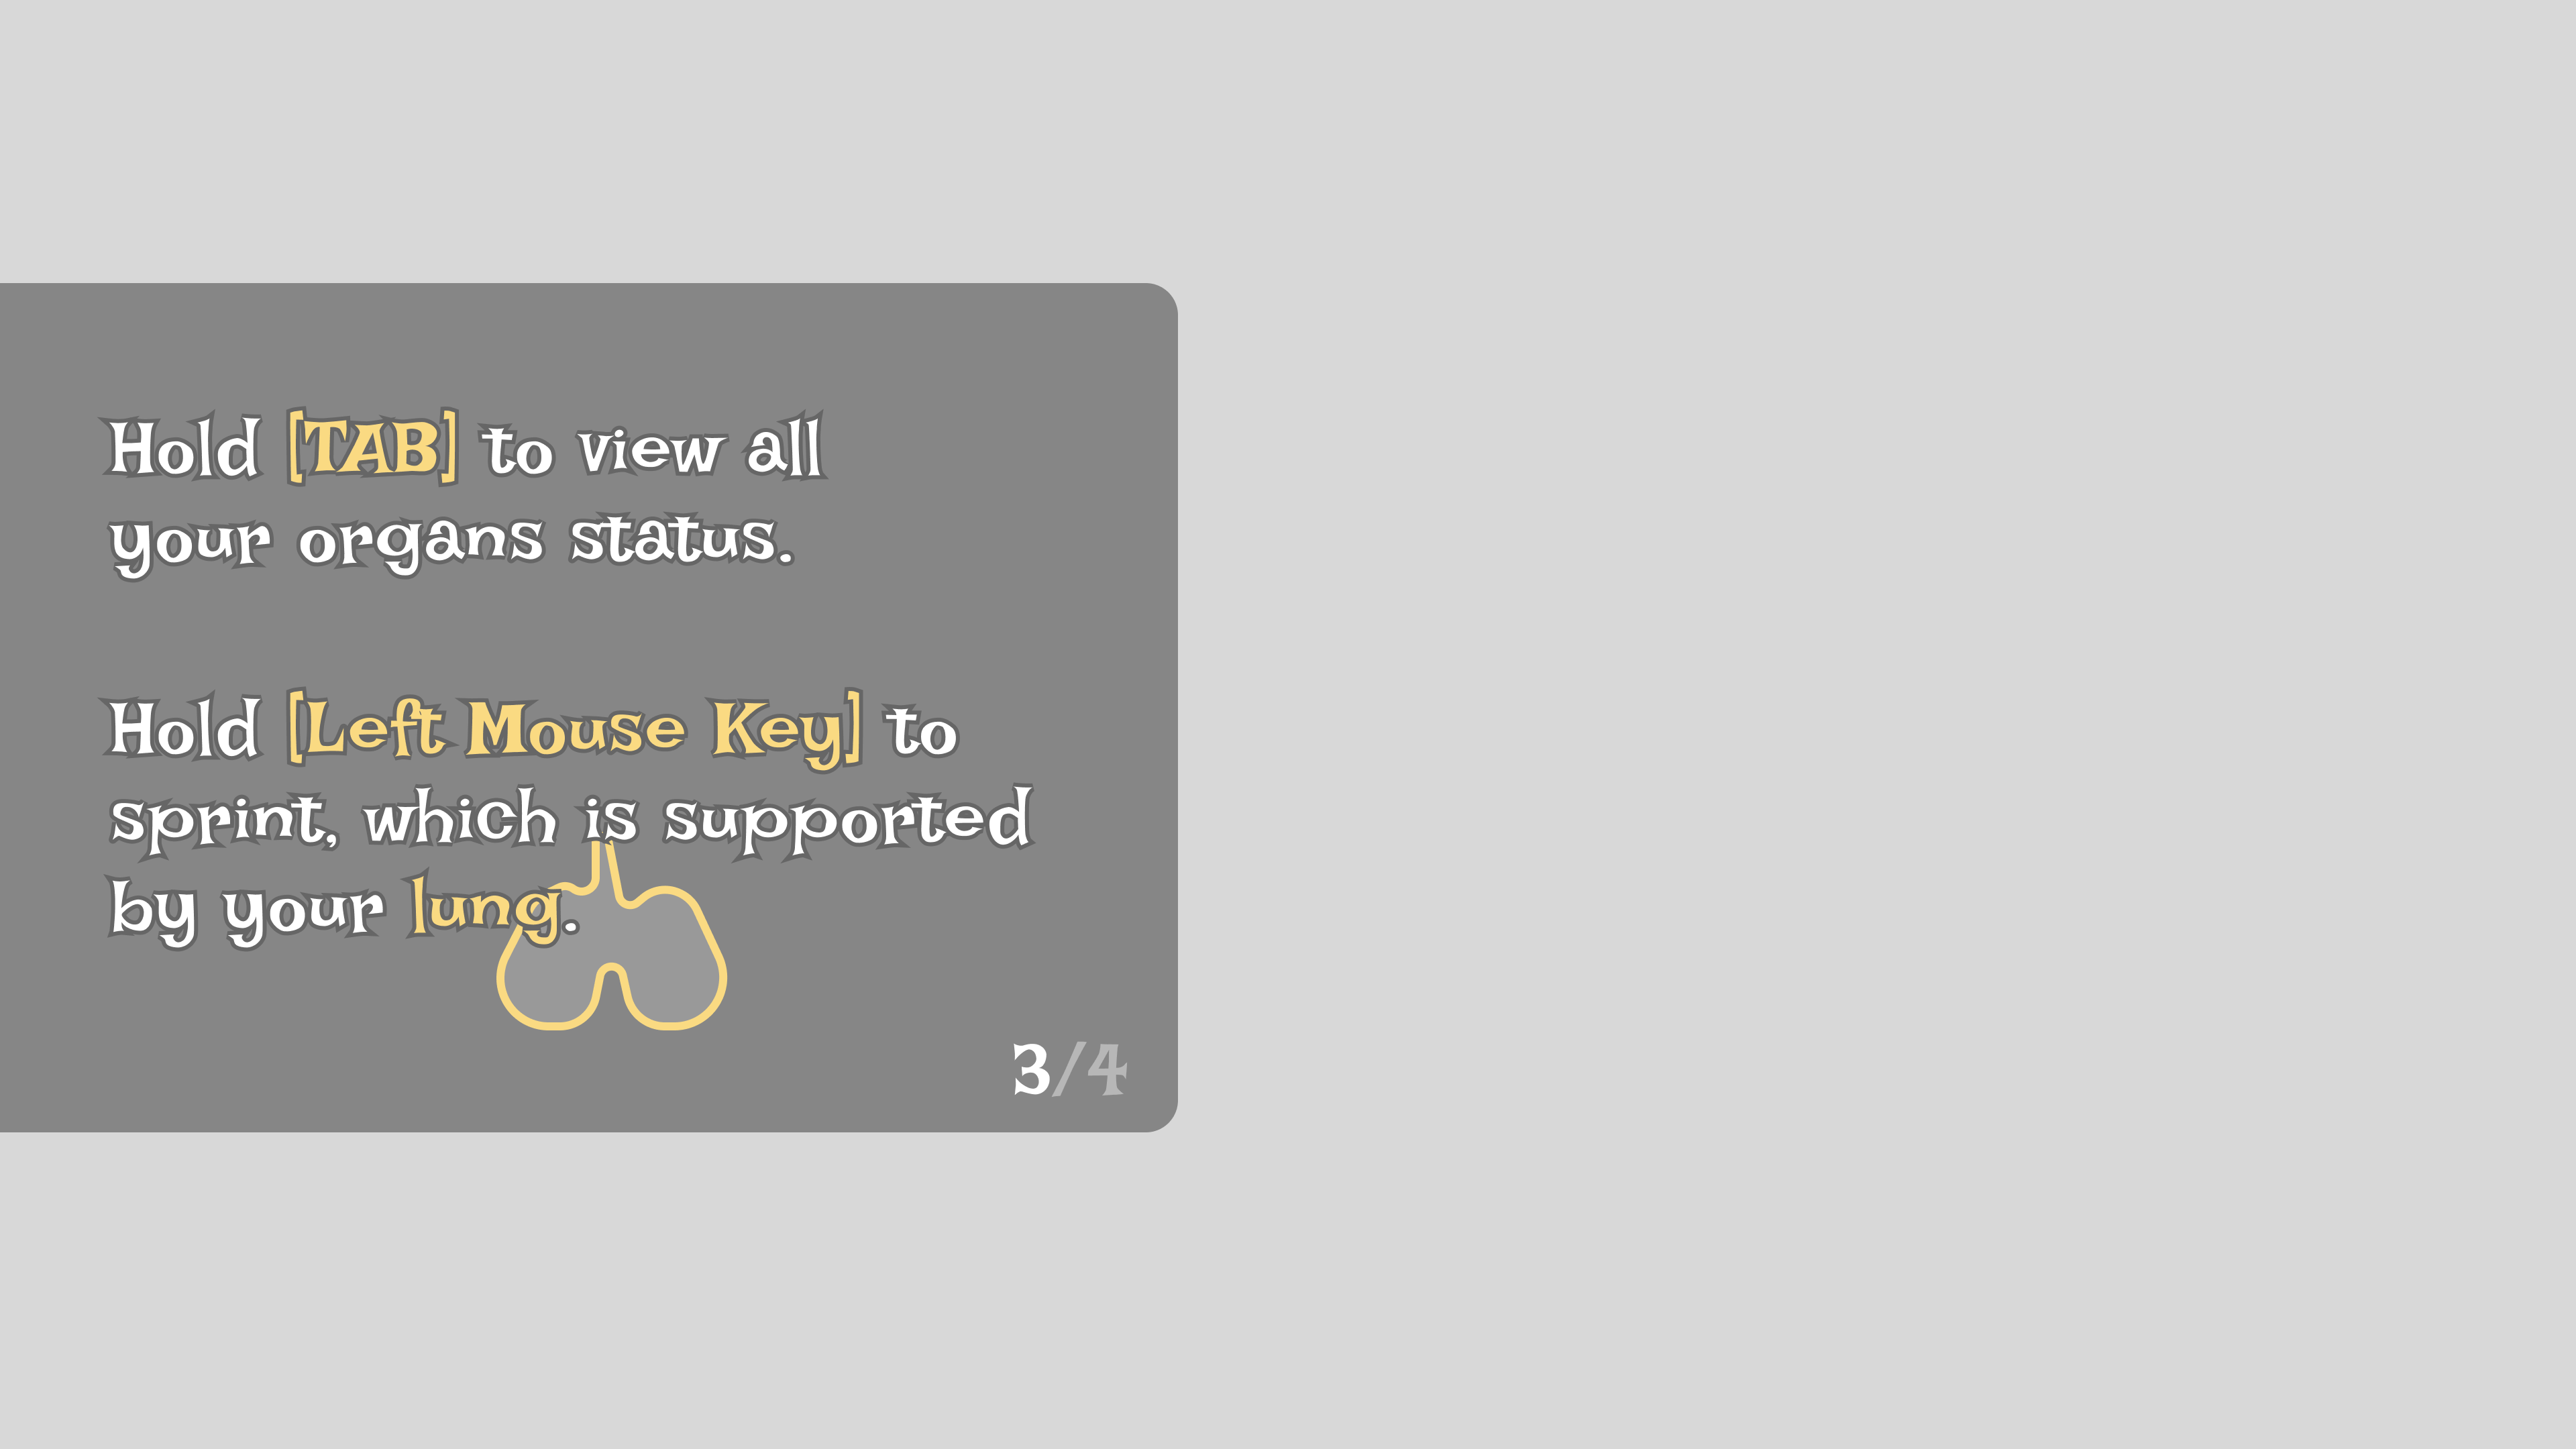 Hold [TAB] to view all
your organs status.
Hold [Left Mouse Key] to
sprint, which is supported
by your lung.
3/4